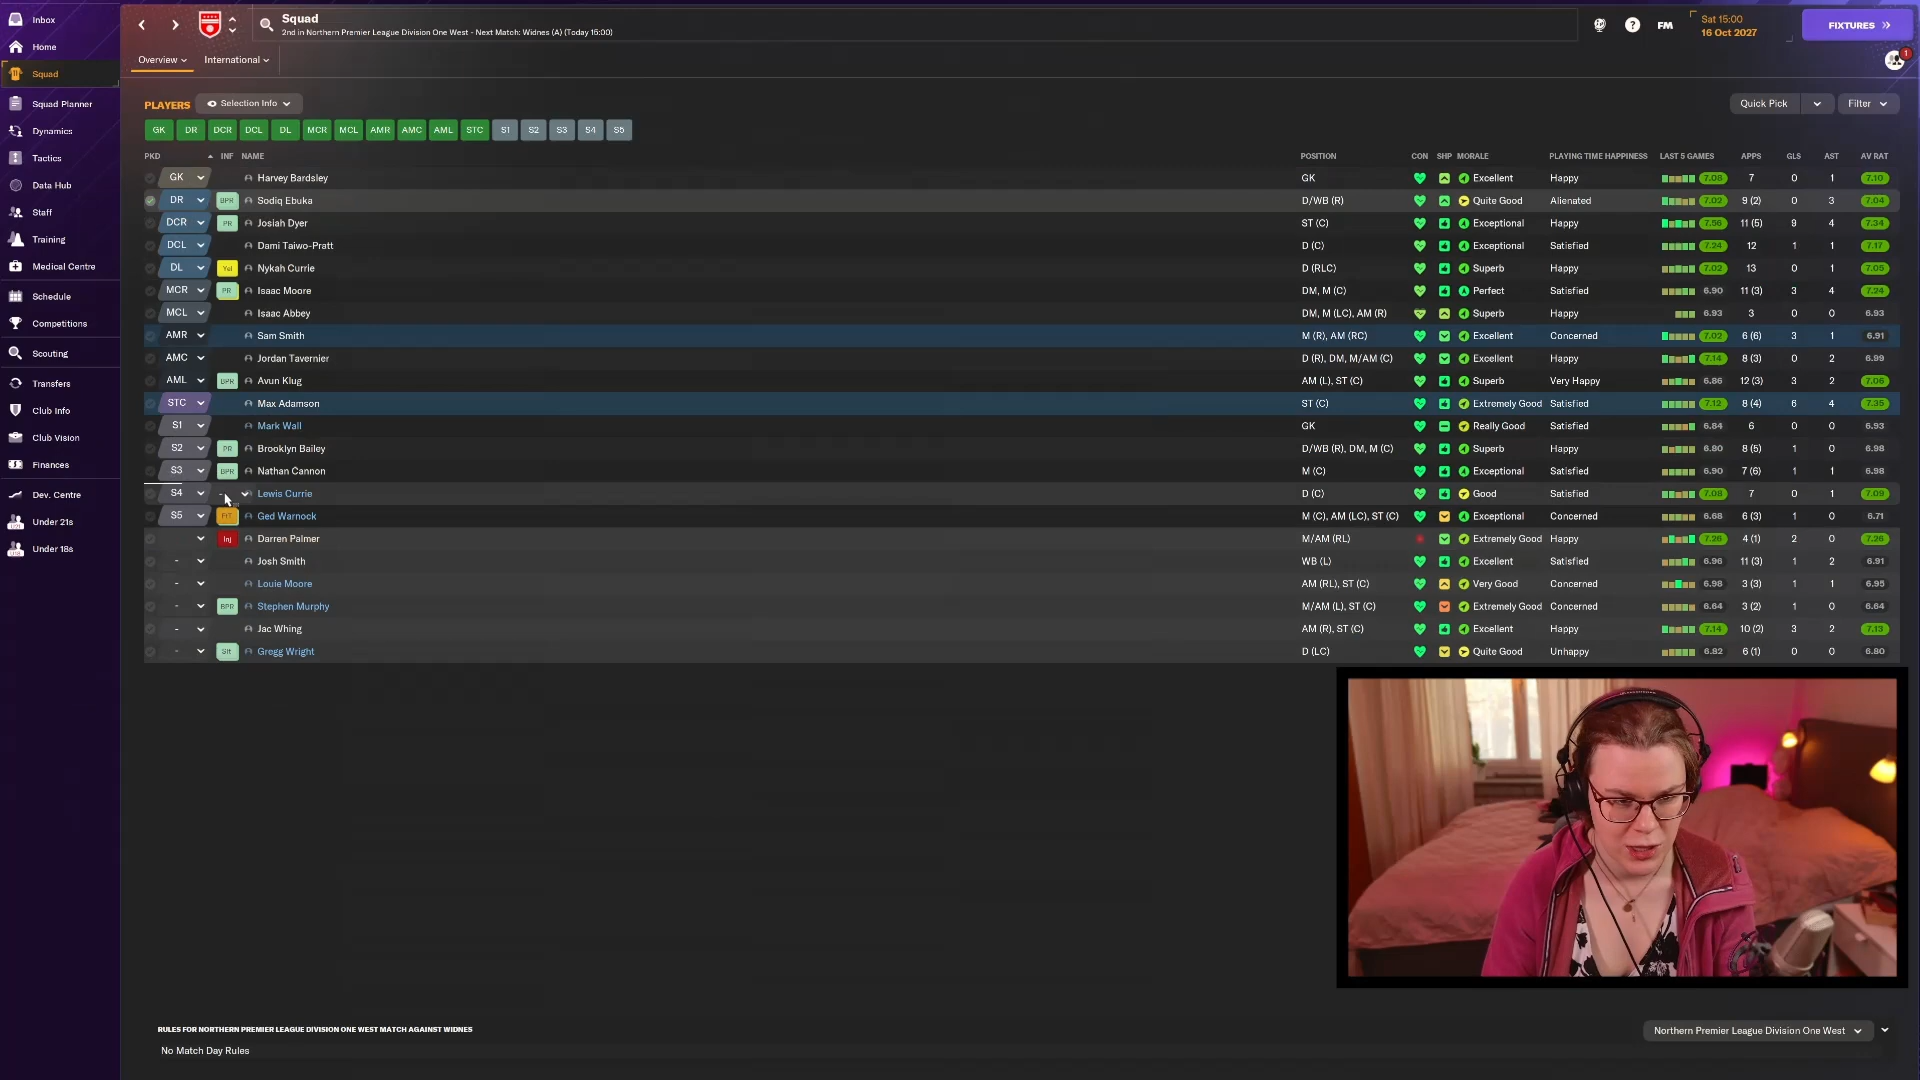 Inbox
Home
Squad
Squad Planner
Dynamics
Tactics
Data Hub
Staff
Training
Medical Centre
Schedule
Competitions
Scouting
Transfers
Club Info
Club Vision
Finances
Dev. Centre
Under 21s
Under 18s
Squad
2nd in Northern Premier League Division One West - Next Match: Widnes (A) (Today 15:00)
? FM Sat 15:00
16 Oct 2027
FIXTURES
Overview International
1
PLAYERS Selection Info Quick Pick Filter
GK DR DCR DCL DL MCR MCL AMR AMC AML STC S1 S2 S3 S4 S5
PKD INF NAME POSITION CON SHP MORALE PLAYING TIME HAPPINESS LAST 5 GAMES APPS GLS AST AV RAT
GK Harvey Bardsley GK Excellent Happy 7.08 7 0 1 7.10
DR BPR Sodiq Ebuka D/WB (R) Quite Good Alienated 7.02 9 (2) 0 3 7.04
DCR PR Josiah Dyer ST (C) Exceptional Happy 7.56 11 (5) 9 4 7.34
DCL Dami Taiwo-Pratt D (C) Exceptional Satisfied 7.24 12 1 1 7.17
DL Yel Nykah Currie D (RLC) Superb Happy 7.02 13 0 1 7.05
MCR PR Isaac Moore DM, M (C) Perfect Satisfied 6.90 11 (3) 3 4 7.24
MCL Isaac Abbey DM, M (LC), AM (R) Superb Happy 6.93 3 0 0 6.93
AMR Sam Smith M (R), AM (RC) Excellent Concerned 7.02 6 (6) 3 1 6.91
AMC Jordan Tavernier D (R), DM, M/AM (C) Excellent Happy 7.14 8 (3) 0 2 6.99
AML BPR Avun Klug AM (L), ST (C) Superb Very Happy 6.86 12 (3) 3 2 7.06
STC Max Adamson ST (C) Extremely Good Satisfied 7.12 8 (4) 6 4 7.35
S1 Mark Wall GK Really Good Satisfied 6.84 6 0 0 6.93
S2 PR Brooklyn Bailey D/WB (R), DM, M (C) Superb Happy 6.80 8 (5) 1 0 6.98
S3 BPR Nathan Cannon M (C) Exceptional Satisfied 6.90 7 (6) 1 1 6.98
S4 - Lewis Currie D (C) Good Satisfied 7.08 7 0 1 7.09
S5 Ged Warnock M (C), AM (LC), ST (C) Exceptional Concerned 6.68 6 (3) 1 0 6.71
Inj Darren Palmer M/AM (RL) Extremely Good Happy 7.26 4 (1) 2 0 7.26
- Josh Smith WB (L) Excellent Satisfied 6.96 11 (3) 1 2 6.91
- Louie Moore AM (RL), ST (C) Very Good Concerned 6.98 3 (3) 1 1 6.95
- BPR Stephen Murphy M/AM (L), ST (C) Extremely Good Concerned 6.64 3 (2) 1 0 6.64
- Jac Whing AM (R), ST (C) Excellent Happy 7.14 10 (2) 3 2 7.13
- Slt Gregg Wright D (LC) Quite Good Unhappy 6.82 6 (1) 0 0 6.80
RULES FOR NORTHERN PREMIER LEAGUE DIVISION ONE WEST MATCH AGAINST WIDNES
Northern Premier League Division One West
No Match Day Rules